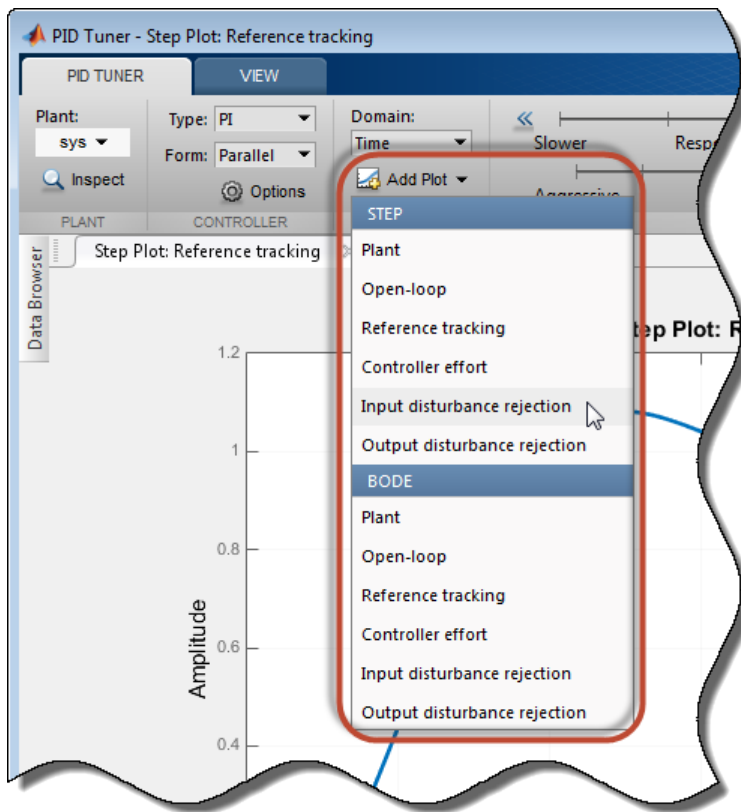 PID Tuner - Step Plot: Reference tracking
PID TUNER
VIEW
Plant:
sys
Inspect
PLANT
Type: PI
Form: Parallel
Options
CONTROLLER
Domain:
Time
Add Plot
Slower
Aggressive
STEP
Plant
Open-loop
Reference tracking
Controller effort
Input disturbance rejection
Output disturbance rejection
BODE
Plant
Open-loop
Reference tracking
Controller effort
Input disturbance rejection
Output disturbance rejection
Data Browser
Step Plot: Reference tracking
Plot:
1.2
1
0.8
0.6
0.4
Amplitude